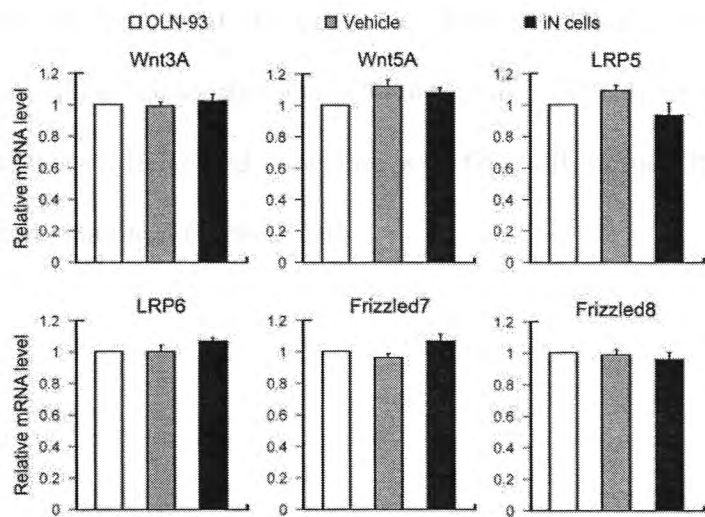 OLN-93 Vehicle iN cells
Wnt3A Wnt5A LRP5
Relative mRNA level
1.2 1.2 1.2
1 1 1
0.8 0.8 0.8
0.6 0.6 0.6
0.4 0.4 0.4
0.2 0.2 0.2
0 0 0
LRP6 Frizzled7 Frizzled8
Relative mRNA level
1.2 1.2 1.2
1 1 1
0.8 0.8 0.8
0.6 0.6 0.6
0.4 0.4 0.4
0.2 0.2 0.2
0 0 0